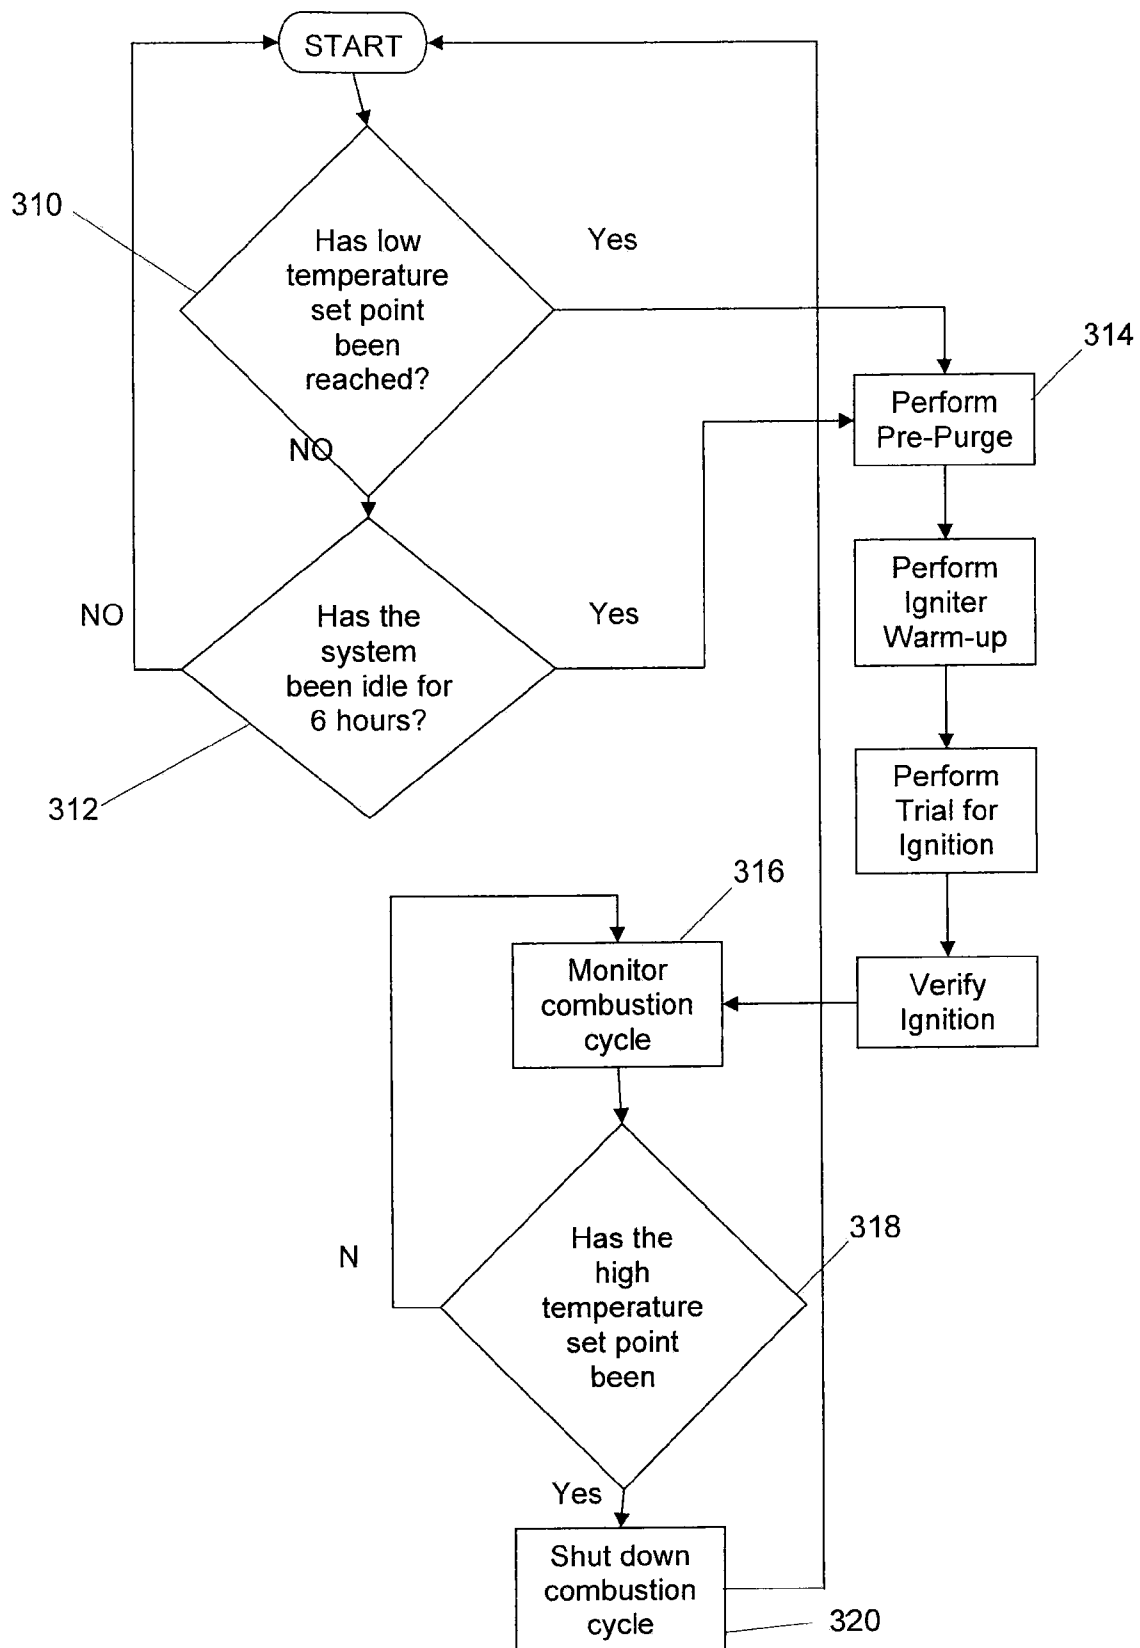 START
310
Has low
temperature
set point
been
reached?
Yes
NO
314
Perform
Pre-Purge
Perform
Igniter
Warm-up
NO
Has the
system
been idle for
6 hours?
Yes
312
Perform
Trial for
Ignition
316
Monitor
combustion
cycle
Verify
Ignition
318
N
Has the
high
temperature
set point
been
Yes
Shut down
combustion
cycle
320